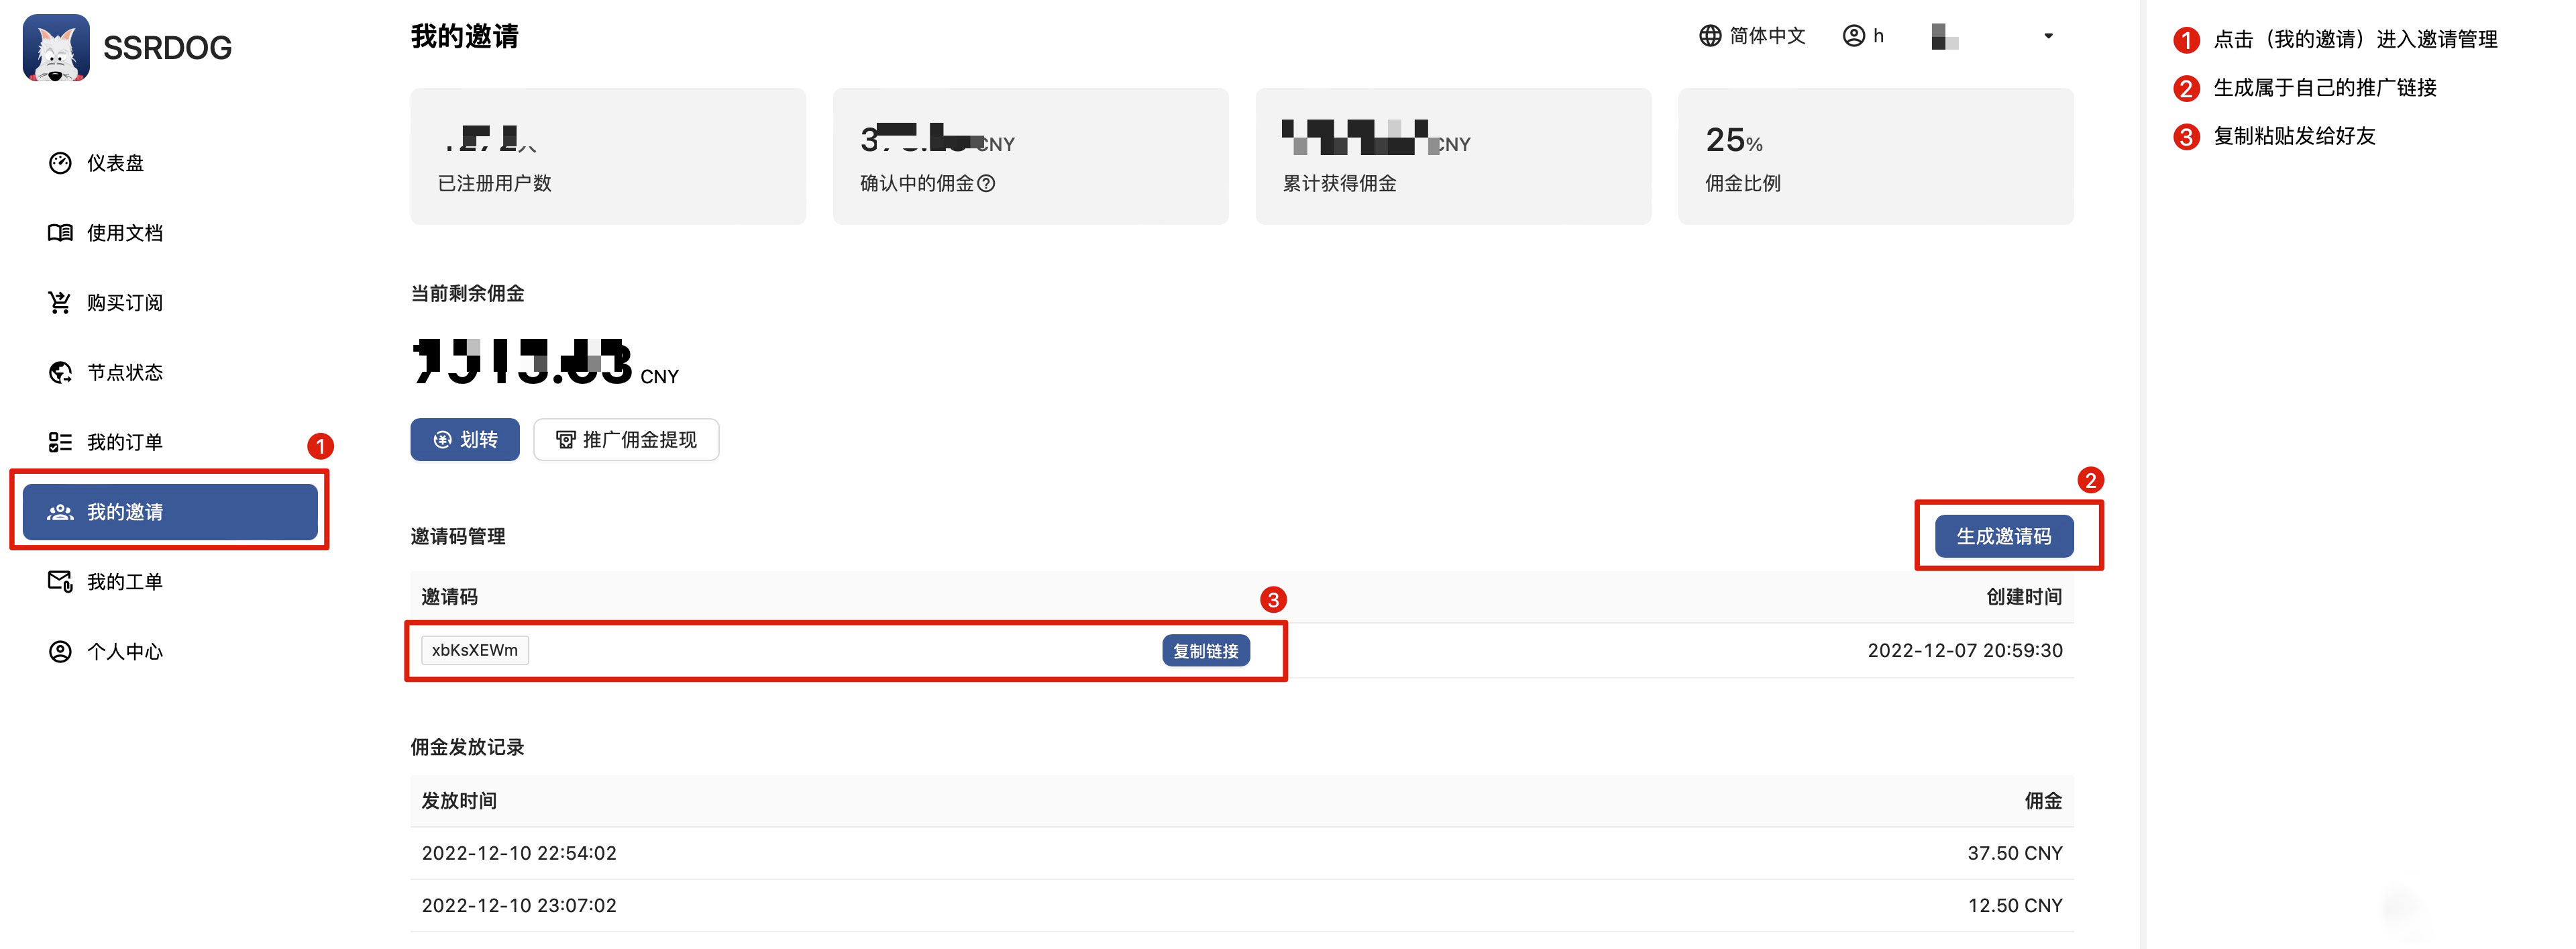 SSRDOG
仪表盘
使用文档
购买订阅
节点状态
我的订单
1
我的邀请
我的工单
个人中心
我的邀请
简体中文
h
已注册用户数
CNY
确认中的佣金
CNY
累计获得佣金
25%
佣金比例
当前剩余佣金
CNY
划转
推广佣金提现
2
邀请码管理
生成邀请码
邀请码
3
创建时间
xbKsXEWm
复制链接
2022-12-07 20:59:30
佣金发放记录
发放时间
佣金
2022-12-10 22:54:02
37.50 CNY
2022-12-10 23:07:02
12.50 CNY
1 点击（我的邀请）进入邀请管理
2 生成属于自己的推广链接
3 复制粘贴发给好友